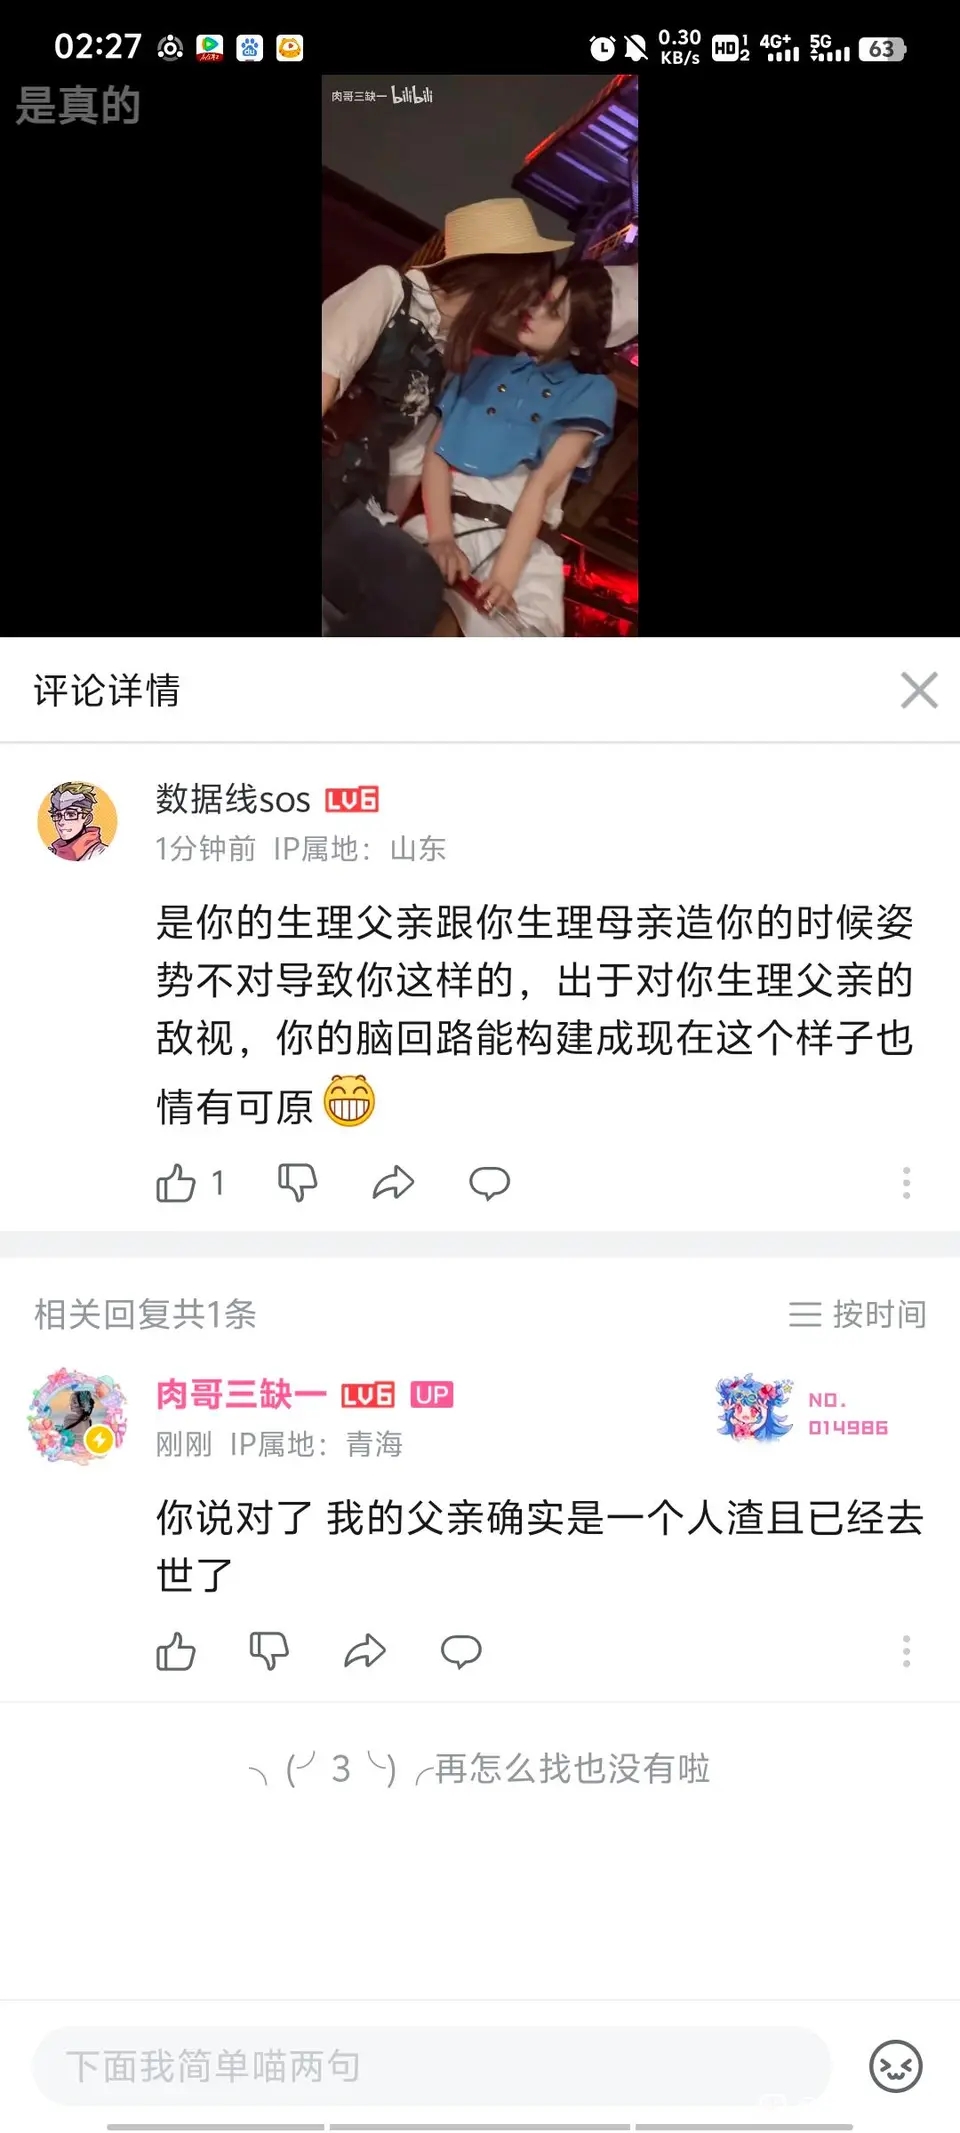 02:27
0.30
KB/s
HD 1
2
4G+
5G
63
是真的
肉哥三缺一 bilibili
评论详情
数据线sos LV6
1分钟前 IP属地：山东
是你的生理父亲跟你生理母亲造你的时候姿
势不对导致你这样的，出于对你生理父亲的
敌视，你的脑回路能构建成现在这个样子也
情有可原
1
相关回复共1条
按时间
肉哥三缺一 LV6 UP
NO.
014986
刚刚 IP属地：青海
你说对了 我的父亲确实是一个人渣且已经去
世了
╮(╯3╰)╭再怎么找也没有啦
下面我简单喵两句